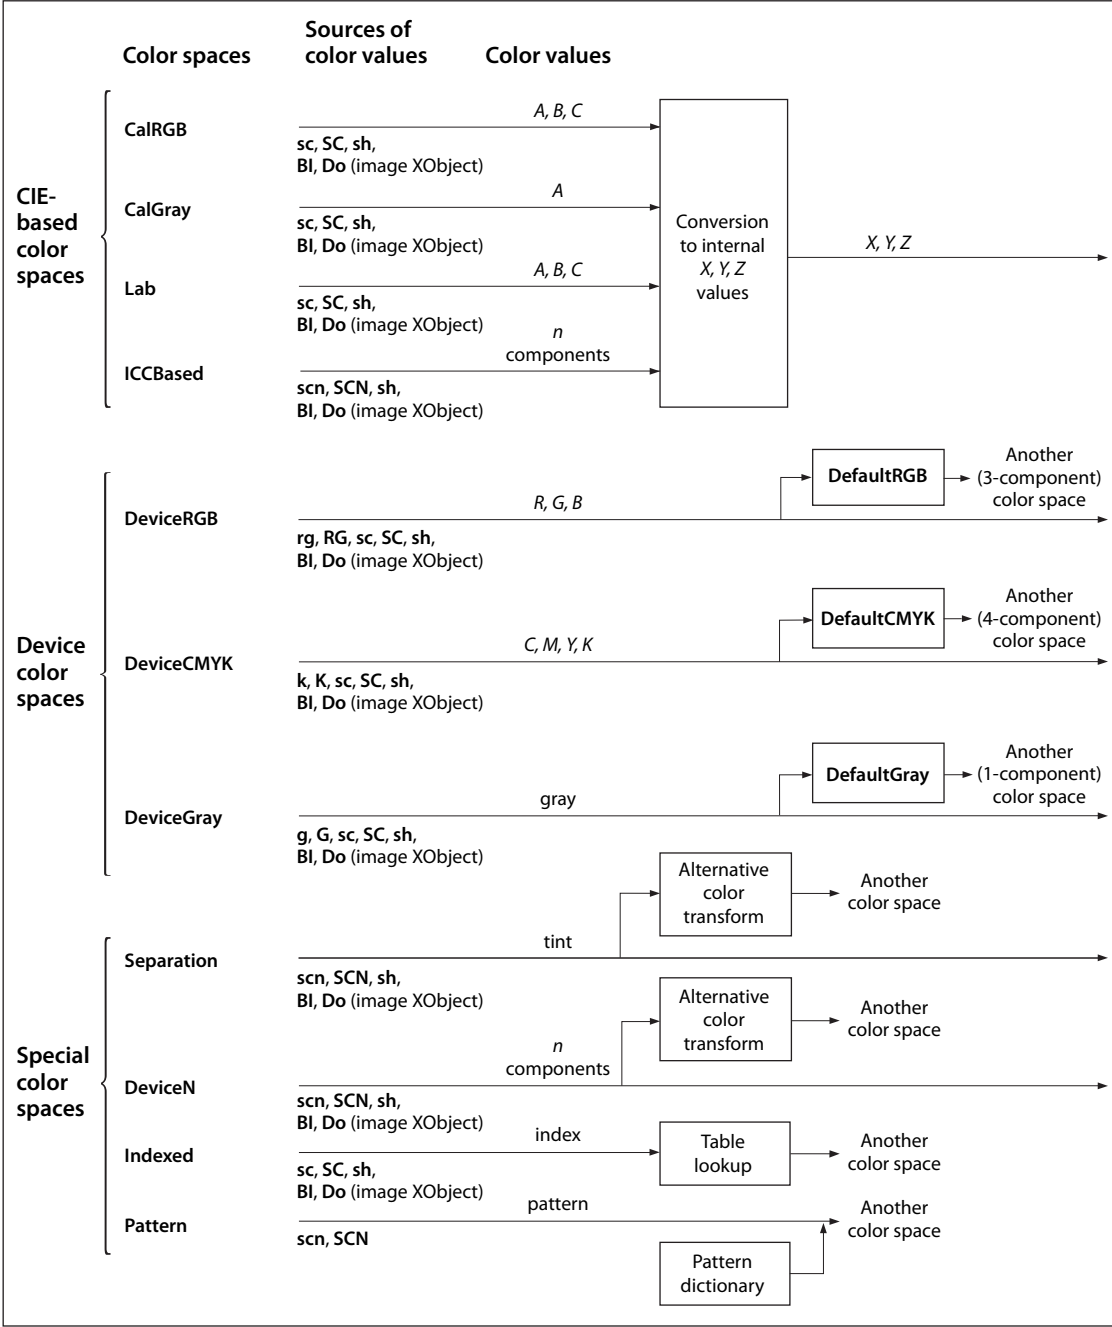 Color spaces
Sources of
color values
Color values
CIE-
based
color
spaces
CalRGB
A, B, C
sc, SC, sh,
BI, Do (image XObject)
CalGray
A
sc, SC, sh,
BI, Do (image XObject)
Lab
A, B, C
sc, SC, sh,
BI, Do (image XObject)
ICCBased
n
components
scn, SCN, sh,
BI, Do (image XObject)
Conversion
to internal
X, Y, Z
values
X, Y, Z
Device
color
spaces
DeviceRGB
R, G, B
rg, RG, sc, SC, sh,
BI, Do (image XObject)
DefaultRGB
Another
(3-component)
color space
DeviceCMYK
C, M, Y, K
k, K, sc, SC, sh,
BI, Do (image XObject)
DefaultCMYK
Another
(4-component)
color space
DeviceGray
gray
g, G, sc, SC, sh,
BI, Do (image XObject)
DefaultGray
Another
(1-component)
color space
Special
color
spaces
Separation
tint
scn, SCN, sh,
BI, Do (image XObject)
Alternative
color
transform
Another
color space
DeviceN
n
components
scn, SCN, sh,
BI, Do (image XObject)
Alternative
color
transform
Another
color space
Indexed
index
sc, SC, sh,
BI, Do (image XObject)
Table
lookup
Another
color space
Pattern
pattern
scn, SCN
Pattern
dictionary
Another
color space